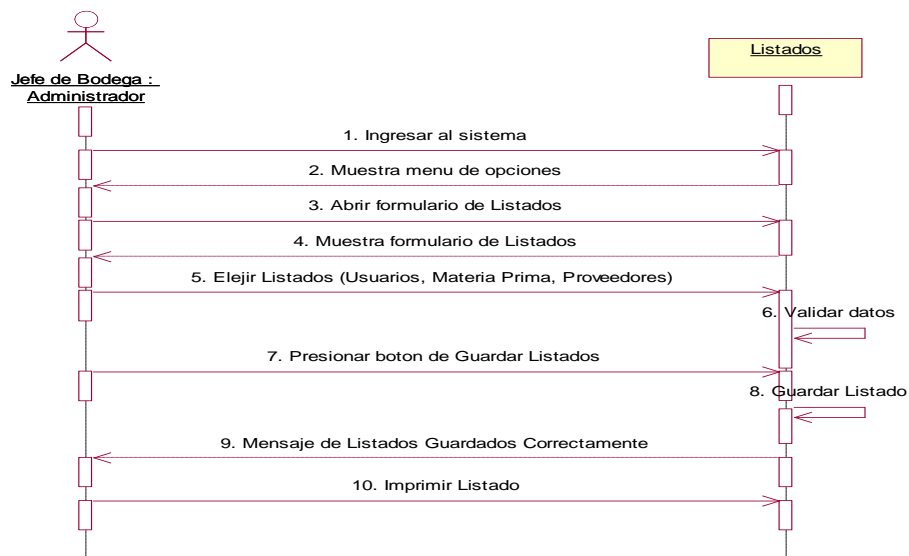 Listados
Jefe de Bodega :
Administrador
1. Ingresar al sistema
2. Muestra menu de opciones
3. Abrir formulario de Listados
4. Muestra formulario de Listados
5. Elejir Listados (Usuarios, Materia Prima, Proveedores)
6. Validar datos
7. Presionar boton de Guardar Listados
8. Guardar Listado
9. Mensaje de Listados Guardados Correctamente
10. Imprimir Listado